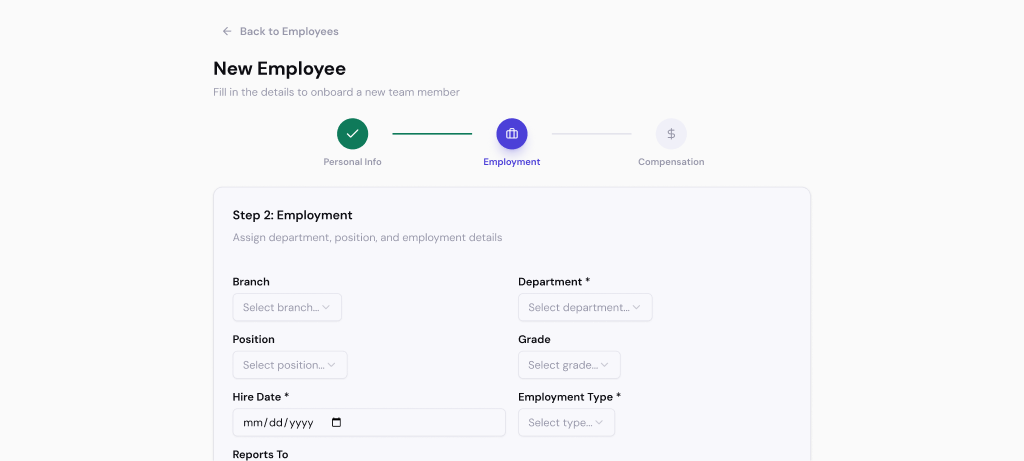 Back to Employees
New Employee
Fill in the details to onboard a new team member
Personal Info
Employment
Compensation
Step 2: Employment
Assign department, position, and employment details
Branch
Department *
Select branch...
Select department...
Position
Grade
Select position...
Select grade...
Hire Date *
Employment Type *
mm/dd/yyyy
Select type...
Reports To